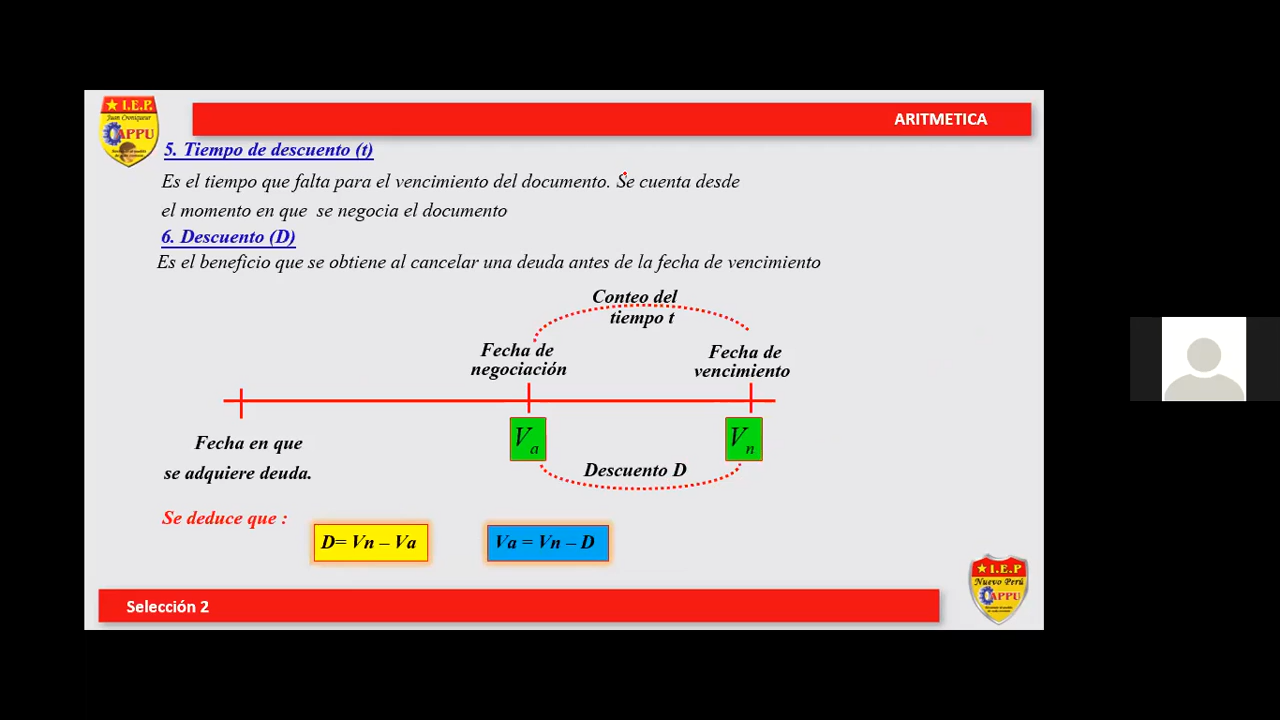 I.E.P.
Juan Croniqueur
APPU
ARITMETICA
5. Tiempo de descuento (t)
Es el tiempo que falta para el vencimiento del documento. Se cuenta desde
el momento en que se negocia el documento
6. Descuento (D)
Es el beneficio que se obtiene al cancelar una deuda antes de la fecha de vencimiento
Conteo del
tiempo t
Fecha de
negociación
Fecha de
vencimiento
Va
Vn
Fecha en que
se adquiere deuda.
Descuento D
Se deduce que :
D= Vn – Va
Va = Vn – D
I.E.P
Nuevo Perú
APPU
Selección 2